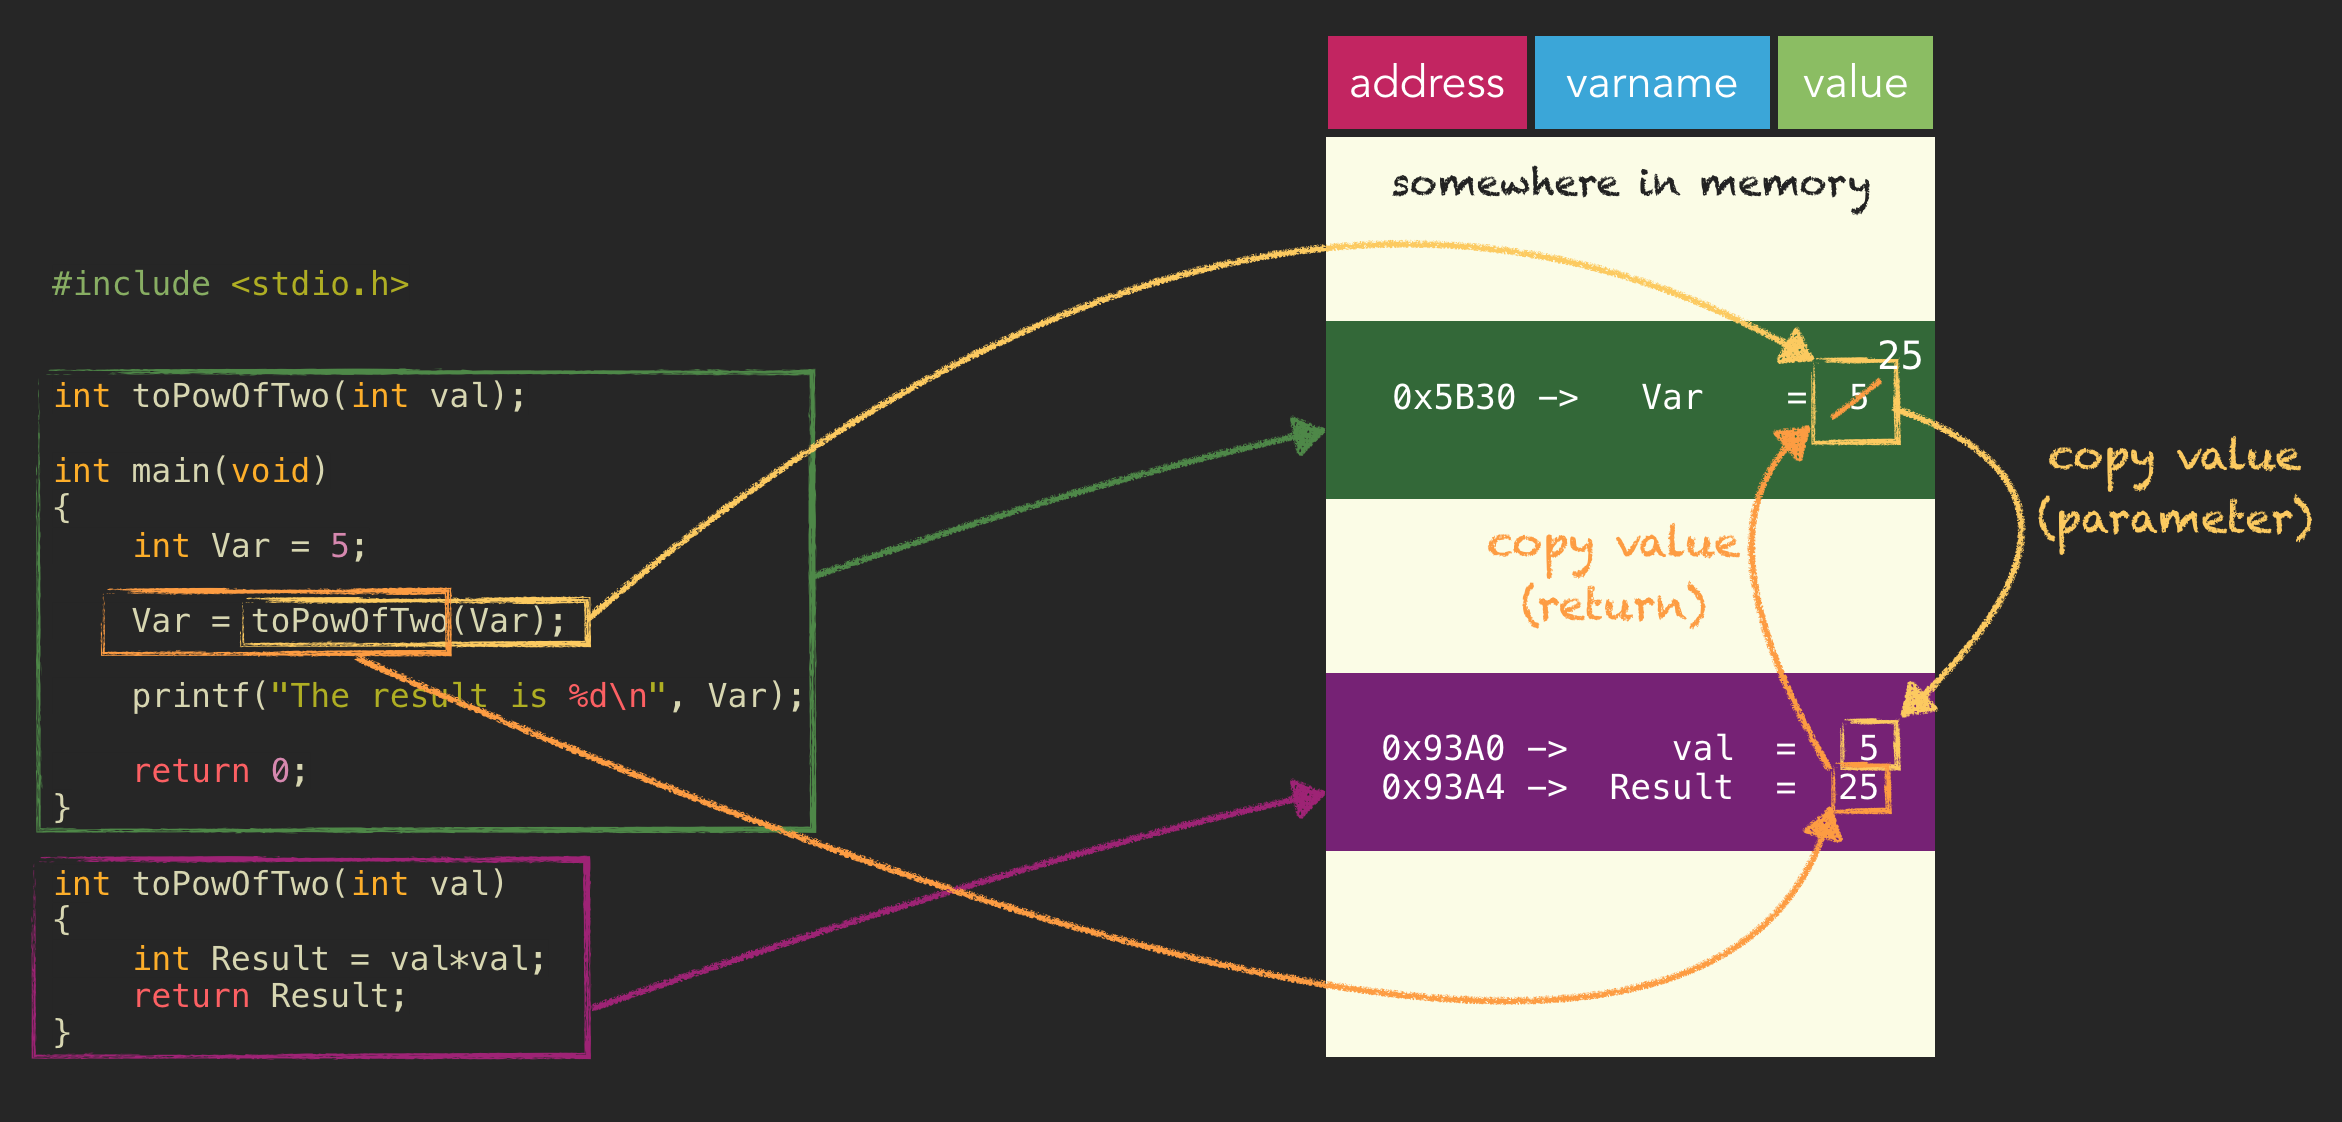 #include <stdio.h>
int toPowOfTwo(int val);
int main(void)
{
int Var = 5;
Var = toPowOfTwo(Var);
printf("The result is %d\n", Var);
return 0;
}
int toPowOfTwo(int val)
{
int Result = val*val;
return Result;
}
address varname value
somewhere in memory
25
0x5B30 –> Var = 5
copy value
(parameter)
copy value
(return)
0x93A0 –> val = 5
0x93A4 –> Result = 25